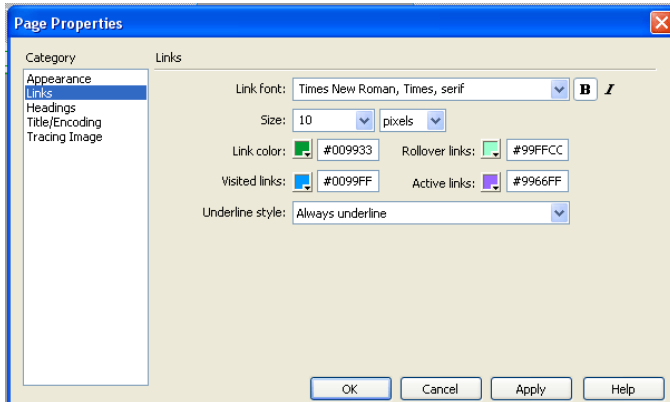 Page Properties
Category
Links
Appearance
Links
Headings
Title/Encoding
Tracing Image
Link font: Times New Roman, Times, serif B I
Size: 10 pixels
Link color: #009933 Rollover links: #99FFCC
Visited links: #0099FF Active links: #9966FF
Underline style: Always underline
OK Cancel Apply Help